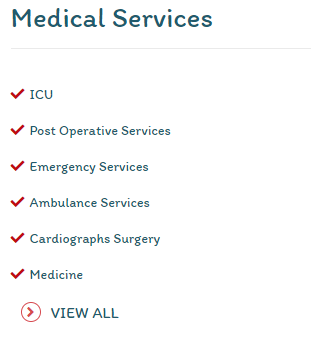 Medical Services
ICU
Post Operative Services
Emergency Services
Ambulance Services
Cardiographs Surgery
Medicine
VIEW ALL